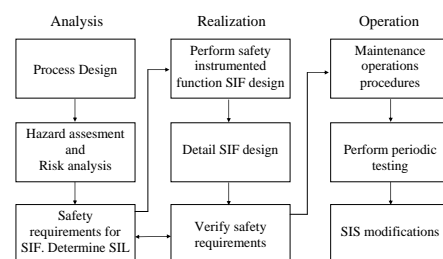 Analysis
Process Design
Hazard assesment
and
Risk analysis
Safety
requirements for
SIF. Determine SIL
Realization
Perform safety
instrumented
function SIF design
Detail SIF design
Verify safety
requirements
Operation
Maintenance
operations
procedures
Perform periodic
testing
SIS modifications